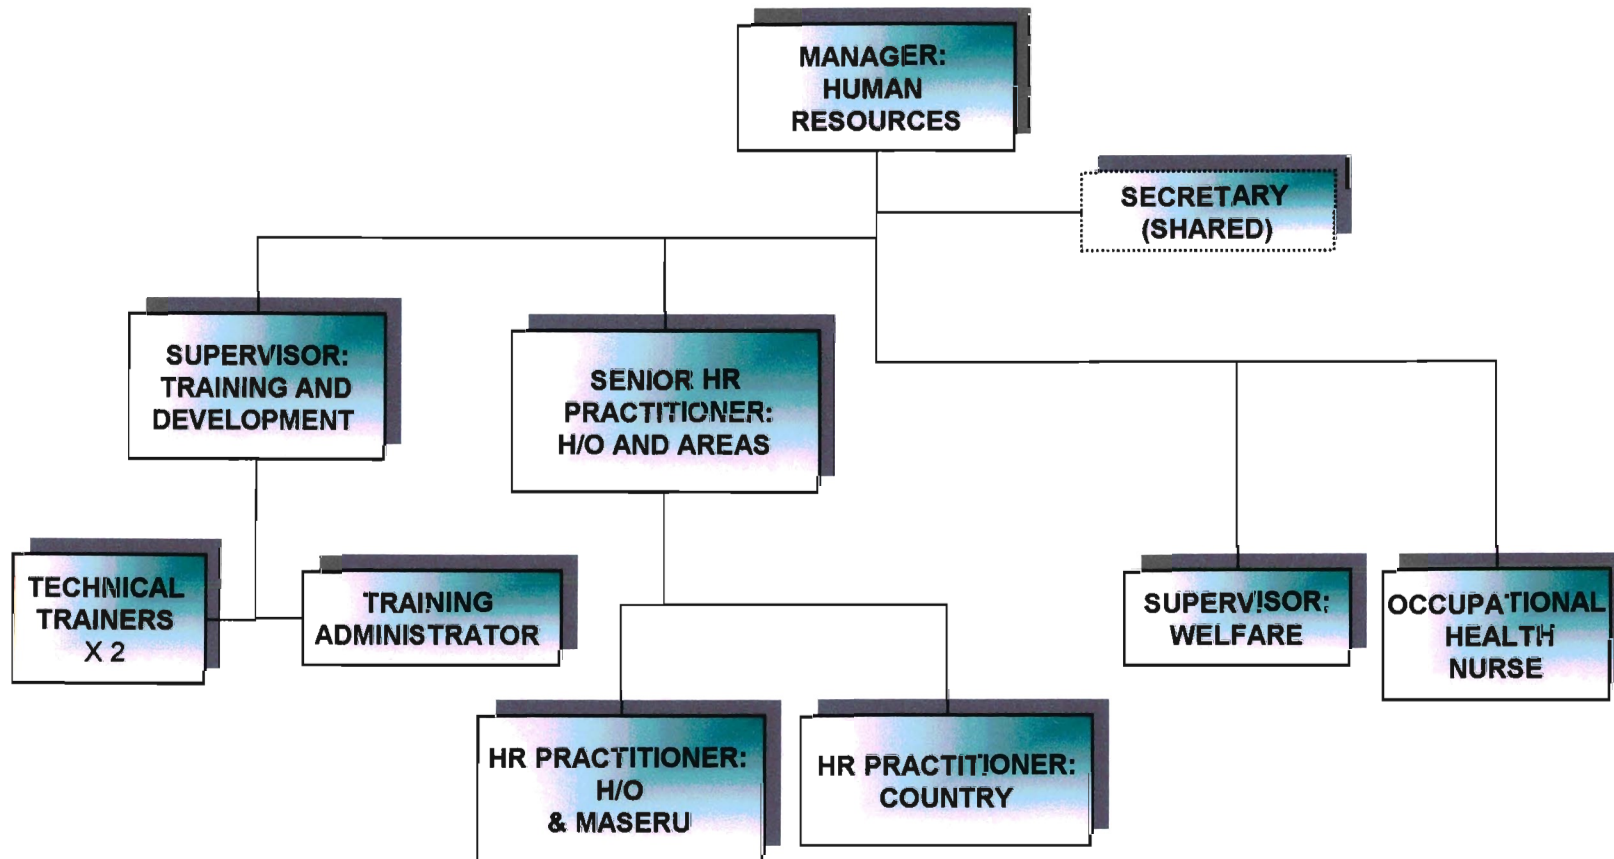 MANAGER:
HUMAN
RESOURCES
SECRETARY
(SHARED)
SUPERVISOR:
TRAINING AND
DEVELOPMENT
SENIOR HR
PRACTITIONER:
H/O AND AREAS
TECHNICAL
TRAINERS
X 2
TRAINING
ADMINISTRATOR
SUPERVISOR:
WELFARE
OCCUPATIONAL
HEALTH
NURSE
HR PRACTITIONER:
H/O
& MASERU
HR PRACTITIONER:
COUNTRY